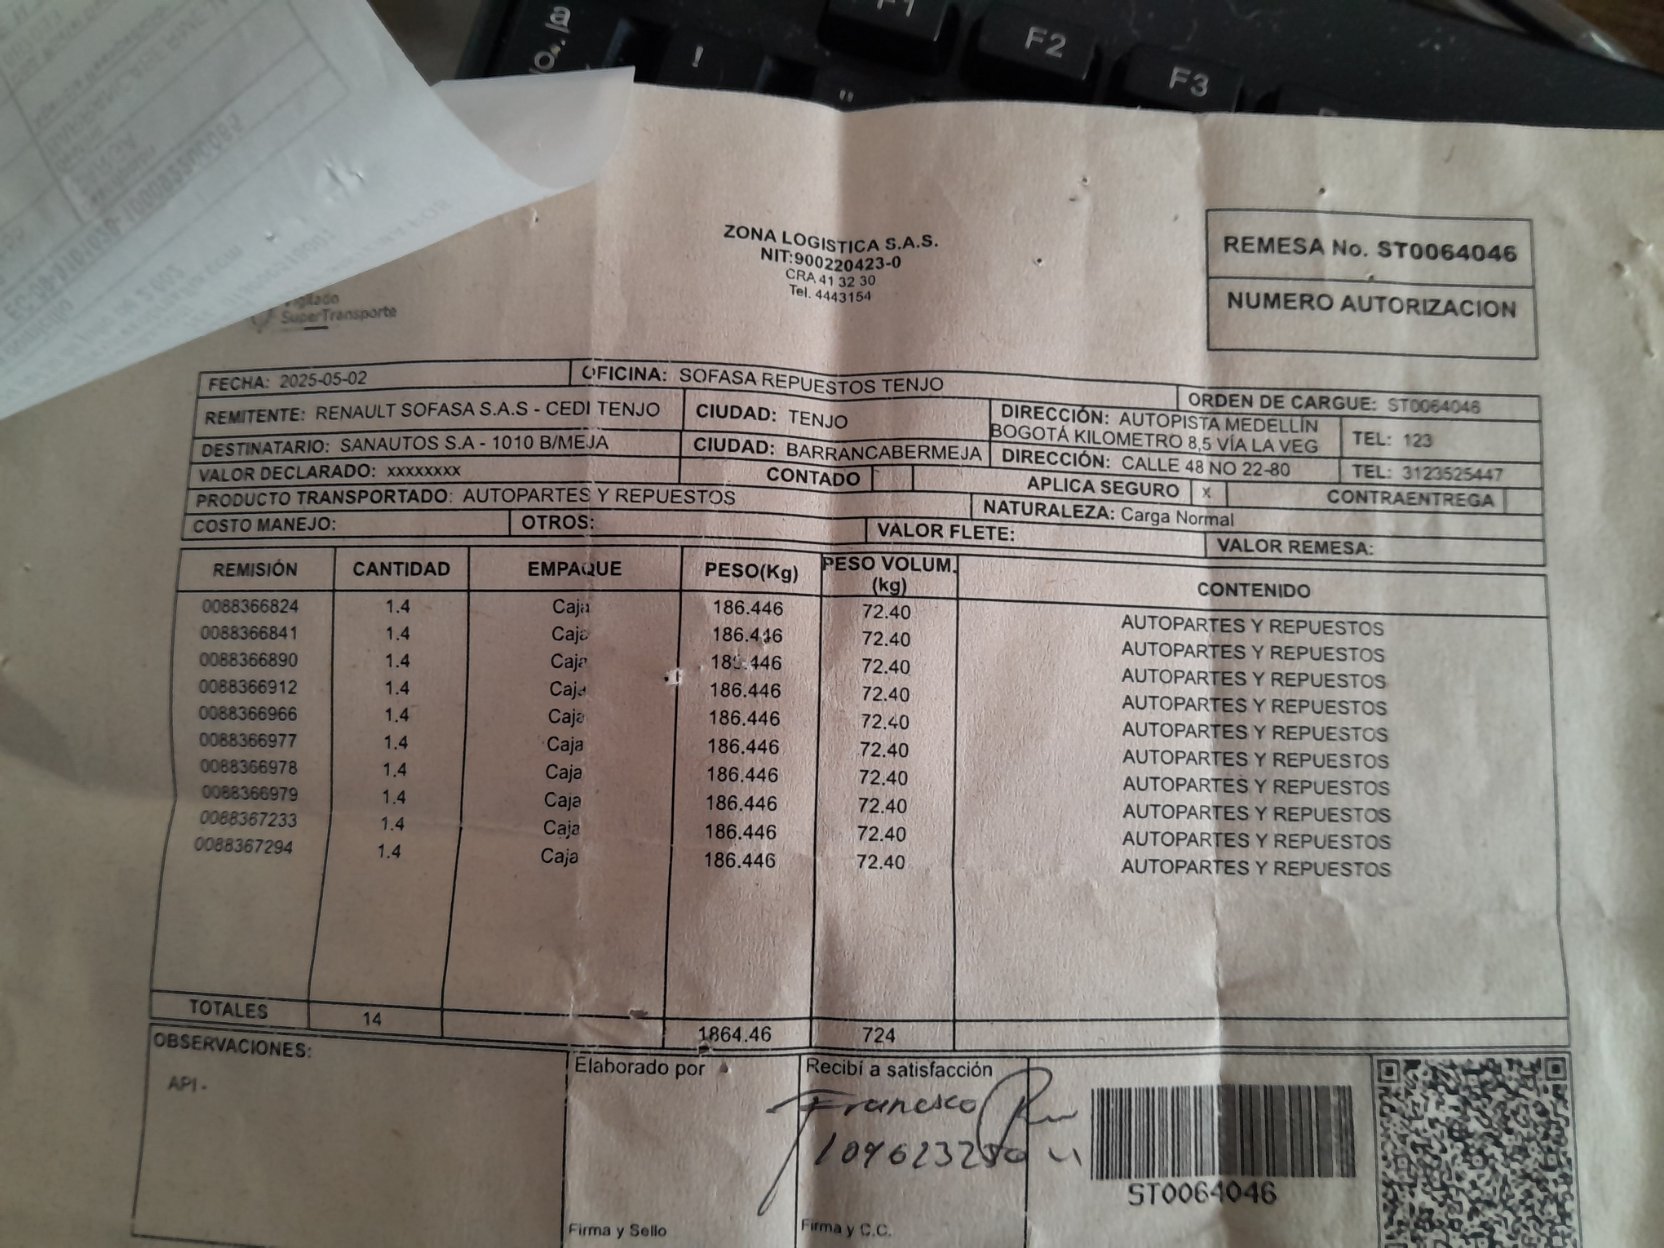 a
F1
F2
F3
!
"
ZONA LOGISTICA S.A.S.
NIT:900220423-0
CRA 41 32 30
Tel. 4443154
Vigilado
SuperTransporte
REMESA No. ST0064046
NUMERO AUTORIZACION
FECHA: 2025-05-02 OFICINA: SOFASA REPUESTOS TENJO ORDEN DE CARGUE: ST0064046
REMITENTE: RENAULT SOFASA S.A.S - CEDI TENJO CIUDAD: TENJO DIRECCIÓN: AUTOPISTA MEDELLÍN
BOGOTÁ KILOMETRO 8,5 VÍA LA VEG TEL: 123
DESTINATARIO: SANAUTOS S.A - 1010 B/MEJA CIUDAD: BARRANCABERMEJA DIRECCIÓN: CALLE 48 NO 22-80 TEL: 3123525447
VALOR DECLARADO: xxxxxxxx CONTADO APLICA SEGURO x CONTRAENTREGA
PRODUCTO TRANSPORTADO: AUTOPARTES Y REPUESTOS NATURALEZA: Carga Normal
COSTO MANEJO: OTROS: VALOR FLETE: VALOR REMESA:
REMISIÓN CANTIDAD EMPAQUE PESO(Kg) PESO VOLUM. (kg) CONTENIDO
0088366824 1.4 Caja 186.446 72.40 AUTOPARTES Y REPUESTOS
0088366841 1.4 Caja 186.446 72.40 AUTOPARTES Y REPUESTOS
0088366890 1.4 Caja 186.446 72.40 AUTOPARTES Y REPUESTOS
0088366912 1.4 Caja 186.446 72.40 AUTOPARTES Y REPUESTOS
0088366966 1.4 Caja 186.446 72.40 AUTOPARTES Y REPUESTOS
0088366977 1.4 Caja 186.446 72.40 AUTOPARTES Y REPUESTOS
0088366978 1.4 Caja 186.446 72.40 AUTOPARTES Y REPUESTOS
0088366979 1.4 Caja 186.446 72.40 AUTOPARTES Y REPUESTOS
0088367233 1.4 Caja 186.446 72.40 AUTOPARTES Y REPUESTOS
0088367294 1.4 Caja 186.446 72.40 AUTOPARTES Y REPUESTOS
TOTALES 14 1864.46 724
OBSERVACIONES:
API -
Elaborado por
Firma y Sello
Recibí a satisfacción
Francisco
Firma y C.C.
ST0064046